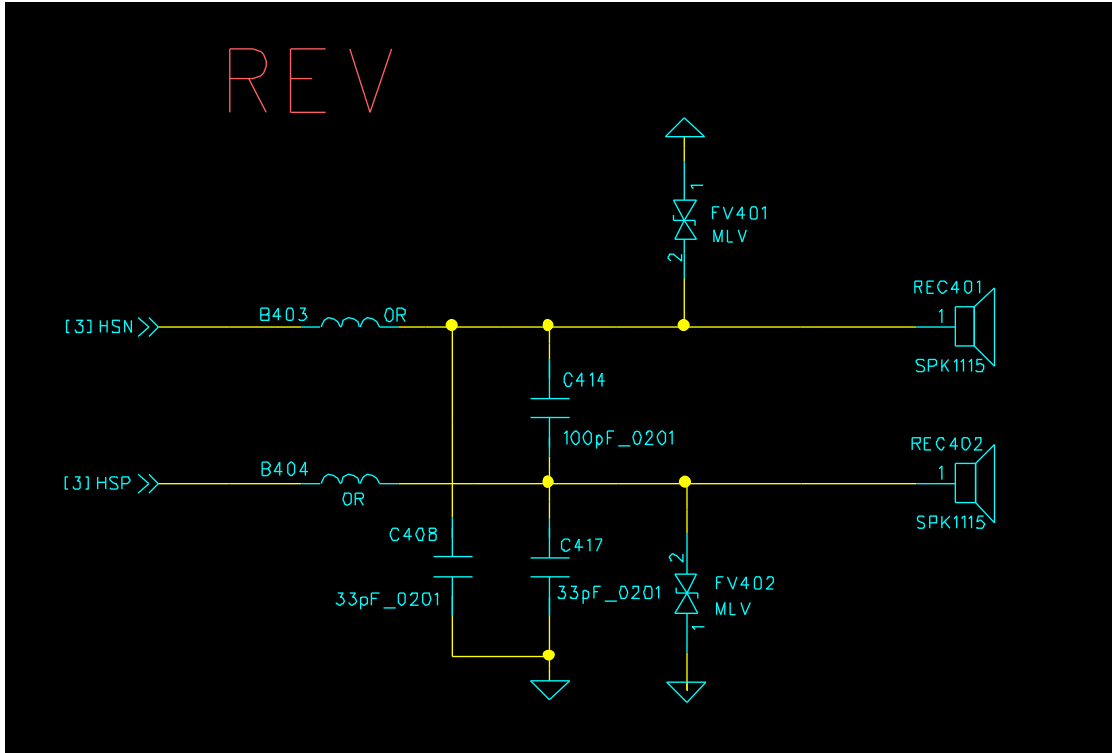 REV
1
FV401
MLV
2
REC401
[3]HSN
B403
0R
1
SPK1115
C414
100pF_0201
REC402
[3]HSP
B404
0R
1
SPK1115
C408
C417
2
33pF_0201
33pF_0201
FV402
MLV
1